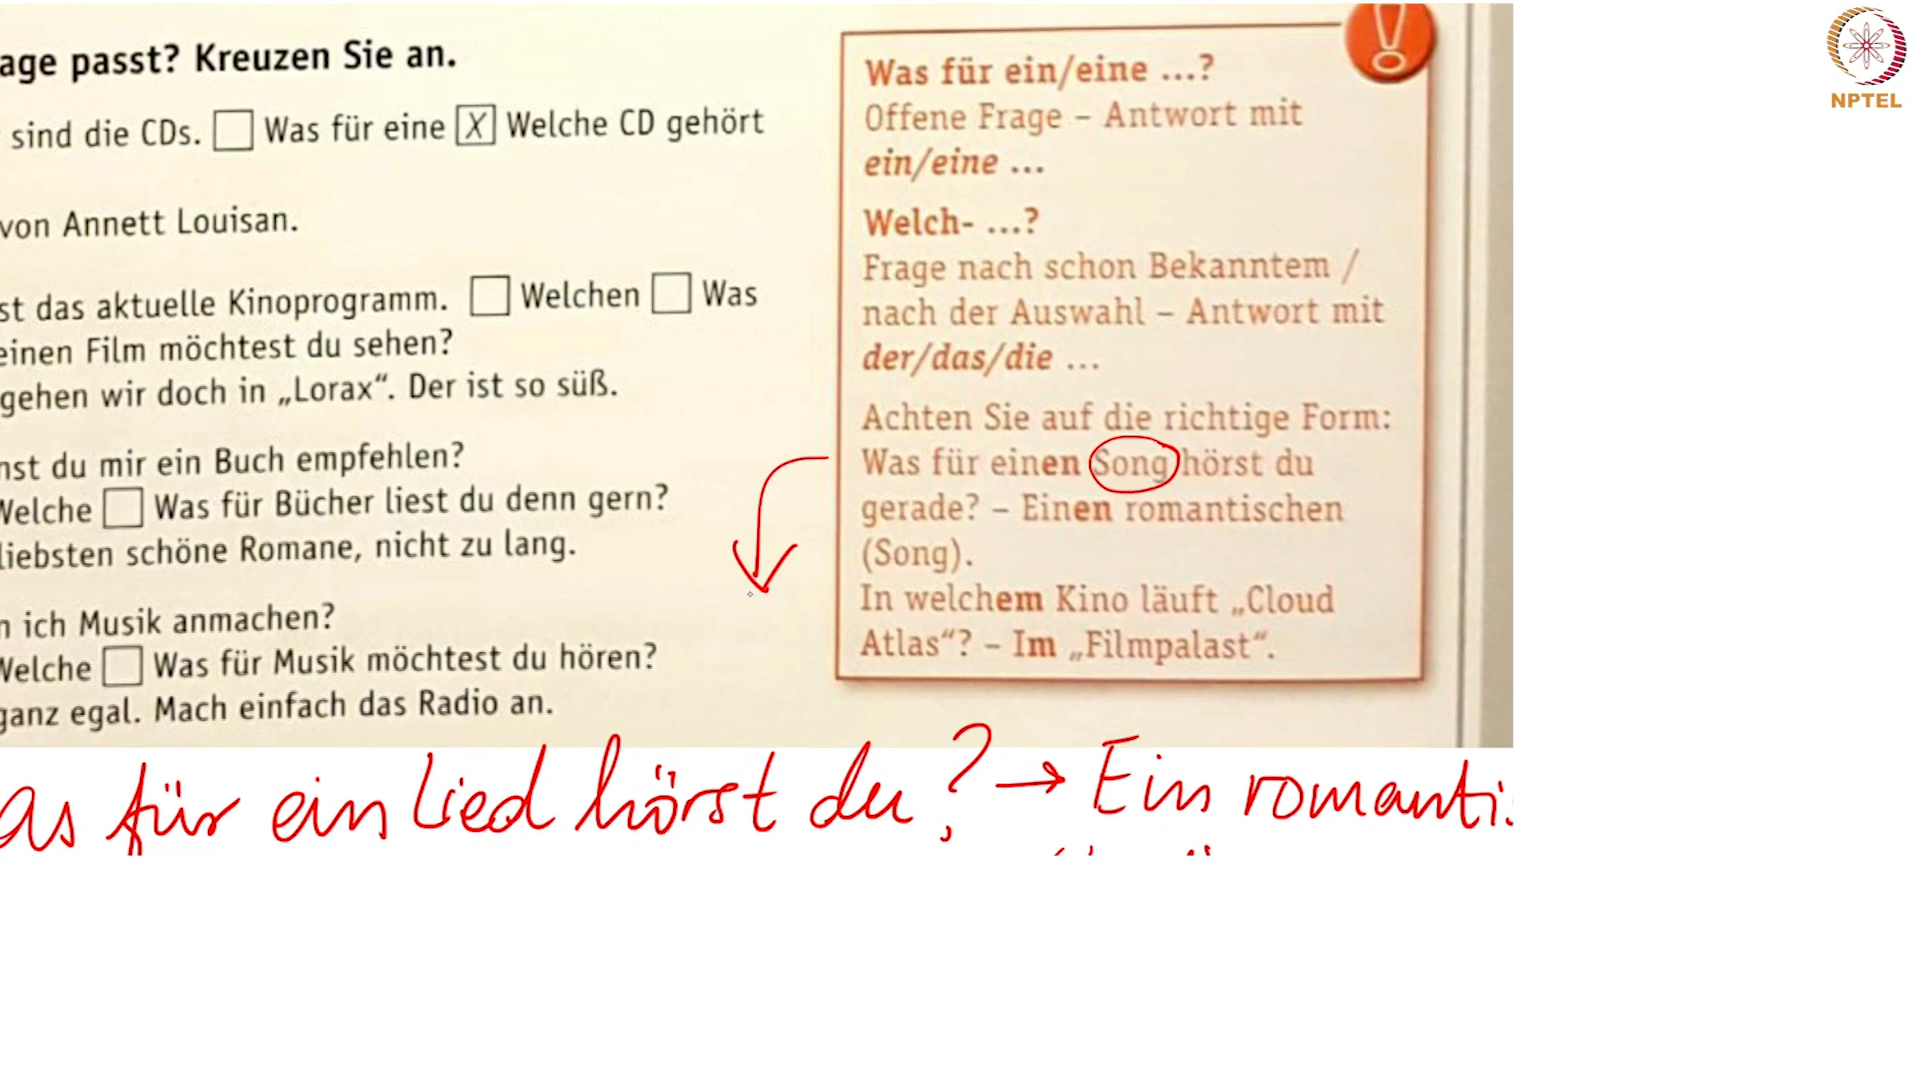 age passt? Kreuzen Sie an.
sind die CDs. Was für eine X Welche CD gehört
von Annett Louisan.
st das aktuelle Kinoprogramm. Welchen Was
einen Film möchtest du sehen?
gehen wir doch in „Lorax“. Der ist so süß.
nst du mir ein Buch empfehlen?
Welche Was für Bücher liest du denn gern?
liebsten schöne Romane, nicht zu lang.
n ich Musik anmachen?
Welche Was für Musik möchtest du hören?
ganz egal. Mach einfach das Radio an.
Was für ein/eine ...?
Offene Frage – Antwort mit
ein/eine ...
Welch- ...?
Frage nach schon Bekanntem /
nach der Auswahl – Antwort mit
der/das/die ...
Achten Sie auf die richtige Form:
Was für einen Song hörst du
gerade? – Einen romantischen
(Song).
In welchem Kino läuft „Cloud
Atlas“? – Im „Filmpalast“.
as für ein Lied hörst du? → Ein romanti
NPTEL